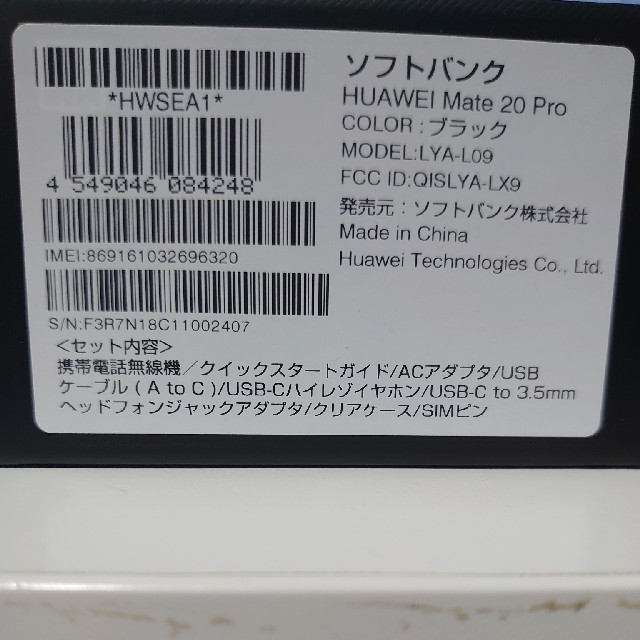 *HWSEA1*
4 549046 084248
IMEI:869161032696320
S/N:F3R7N18C11002407
ソフトバンク
HUAWEI Mate 20 Pro
COLOR : ブラック
MODEL:LYA-L09
FCC ID:QISLYA-LX9
発売元 : ソフトバンク株式会社
Made in China
Huawei Technologies Co., Ltd.
<セット内容>
携帯電話無線機/クイックスタートガイド/ACアダプタ/USB
ケーブル ( A to C )/USB-Cハイレゾイヤホン/USB-C to 3.5mm
ヘッドフォンジャックアダプタ/クリアケース/SIMピン